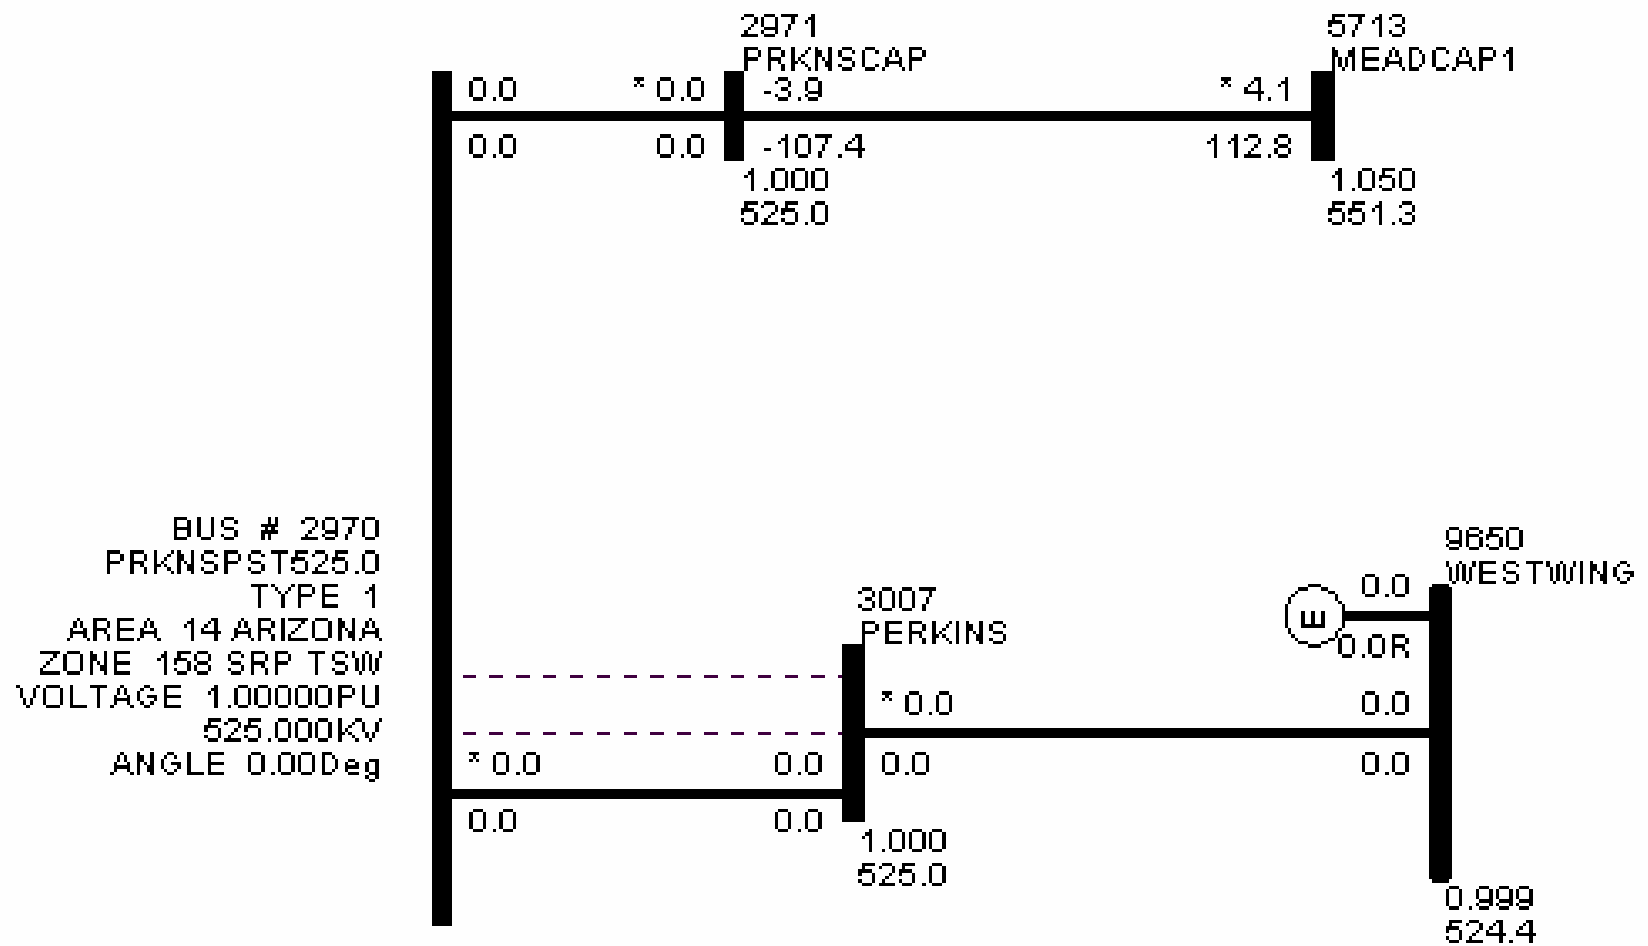 2971
PRKNSCAP
5713
MEADCAP1
0.0
* 0.0
-3.9
* 4.1
0.0
0.0
-107.4
112.8
1.000
525.0
1.050
551.3
BUS # 2970
PRKNSPST525.0
TYPE 1
AREA 14 ARIZONA
ZONE 158 SRP TSW
VOLTAGE 1.00000PU
525.000KV
ANGLE 0.00Deg
3007
PERKINS
9650
WESTWING
0.0
E
0.0R
* 0.0
0.0
* 0.0
0.0
0.0
0.0
0.0
0.0
1.000
525.0
0.999
524.4